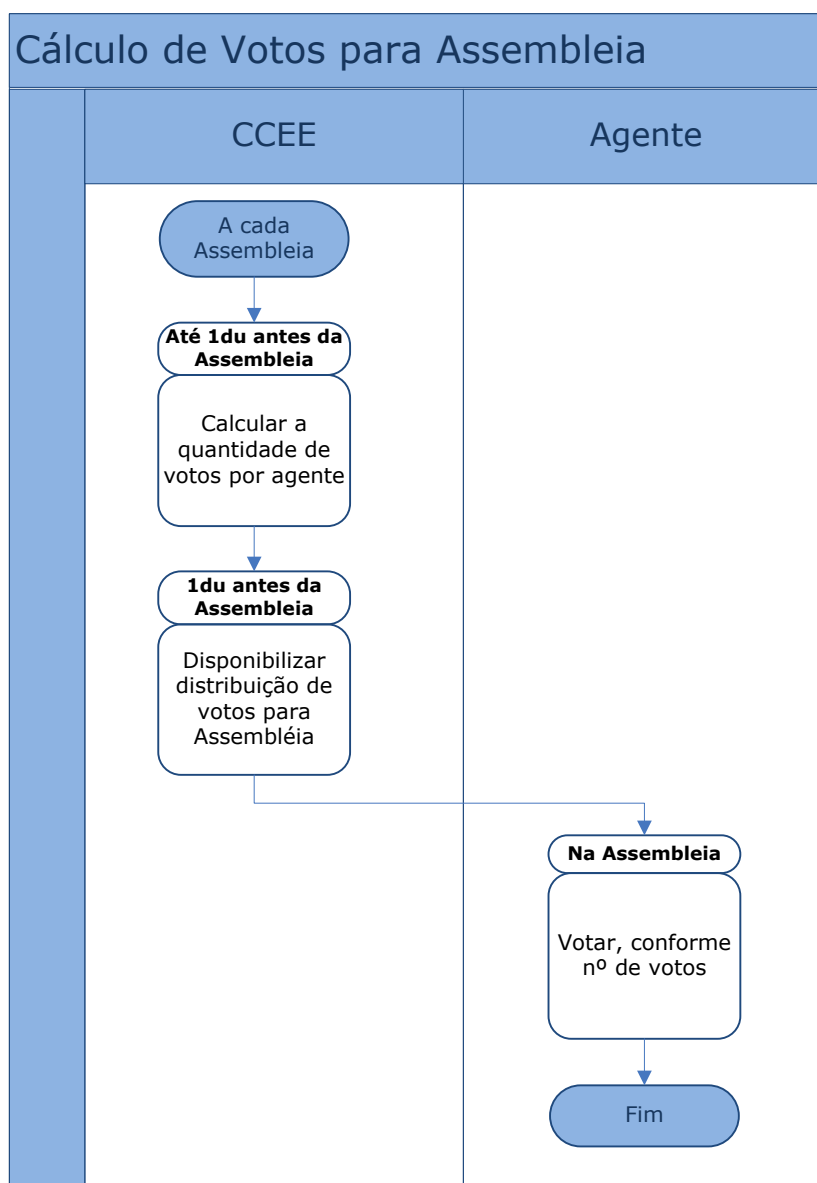 Cálculo de Votos para Assembleia
CCEE
Agente
A cada
Assembleia
Até 1du antes da
Assembleia
Calcular a
quantidade de
votos por agente
1du antes da
Assembleia
Disponibilizar
distribuição de
votos para
Assembléia
Na Assembleia
Votar, conforme
nº de votos
Fim